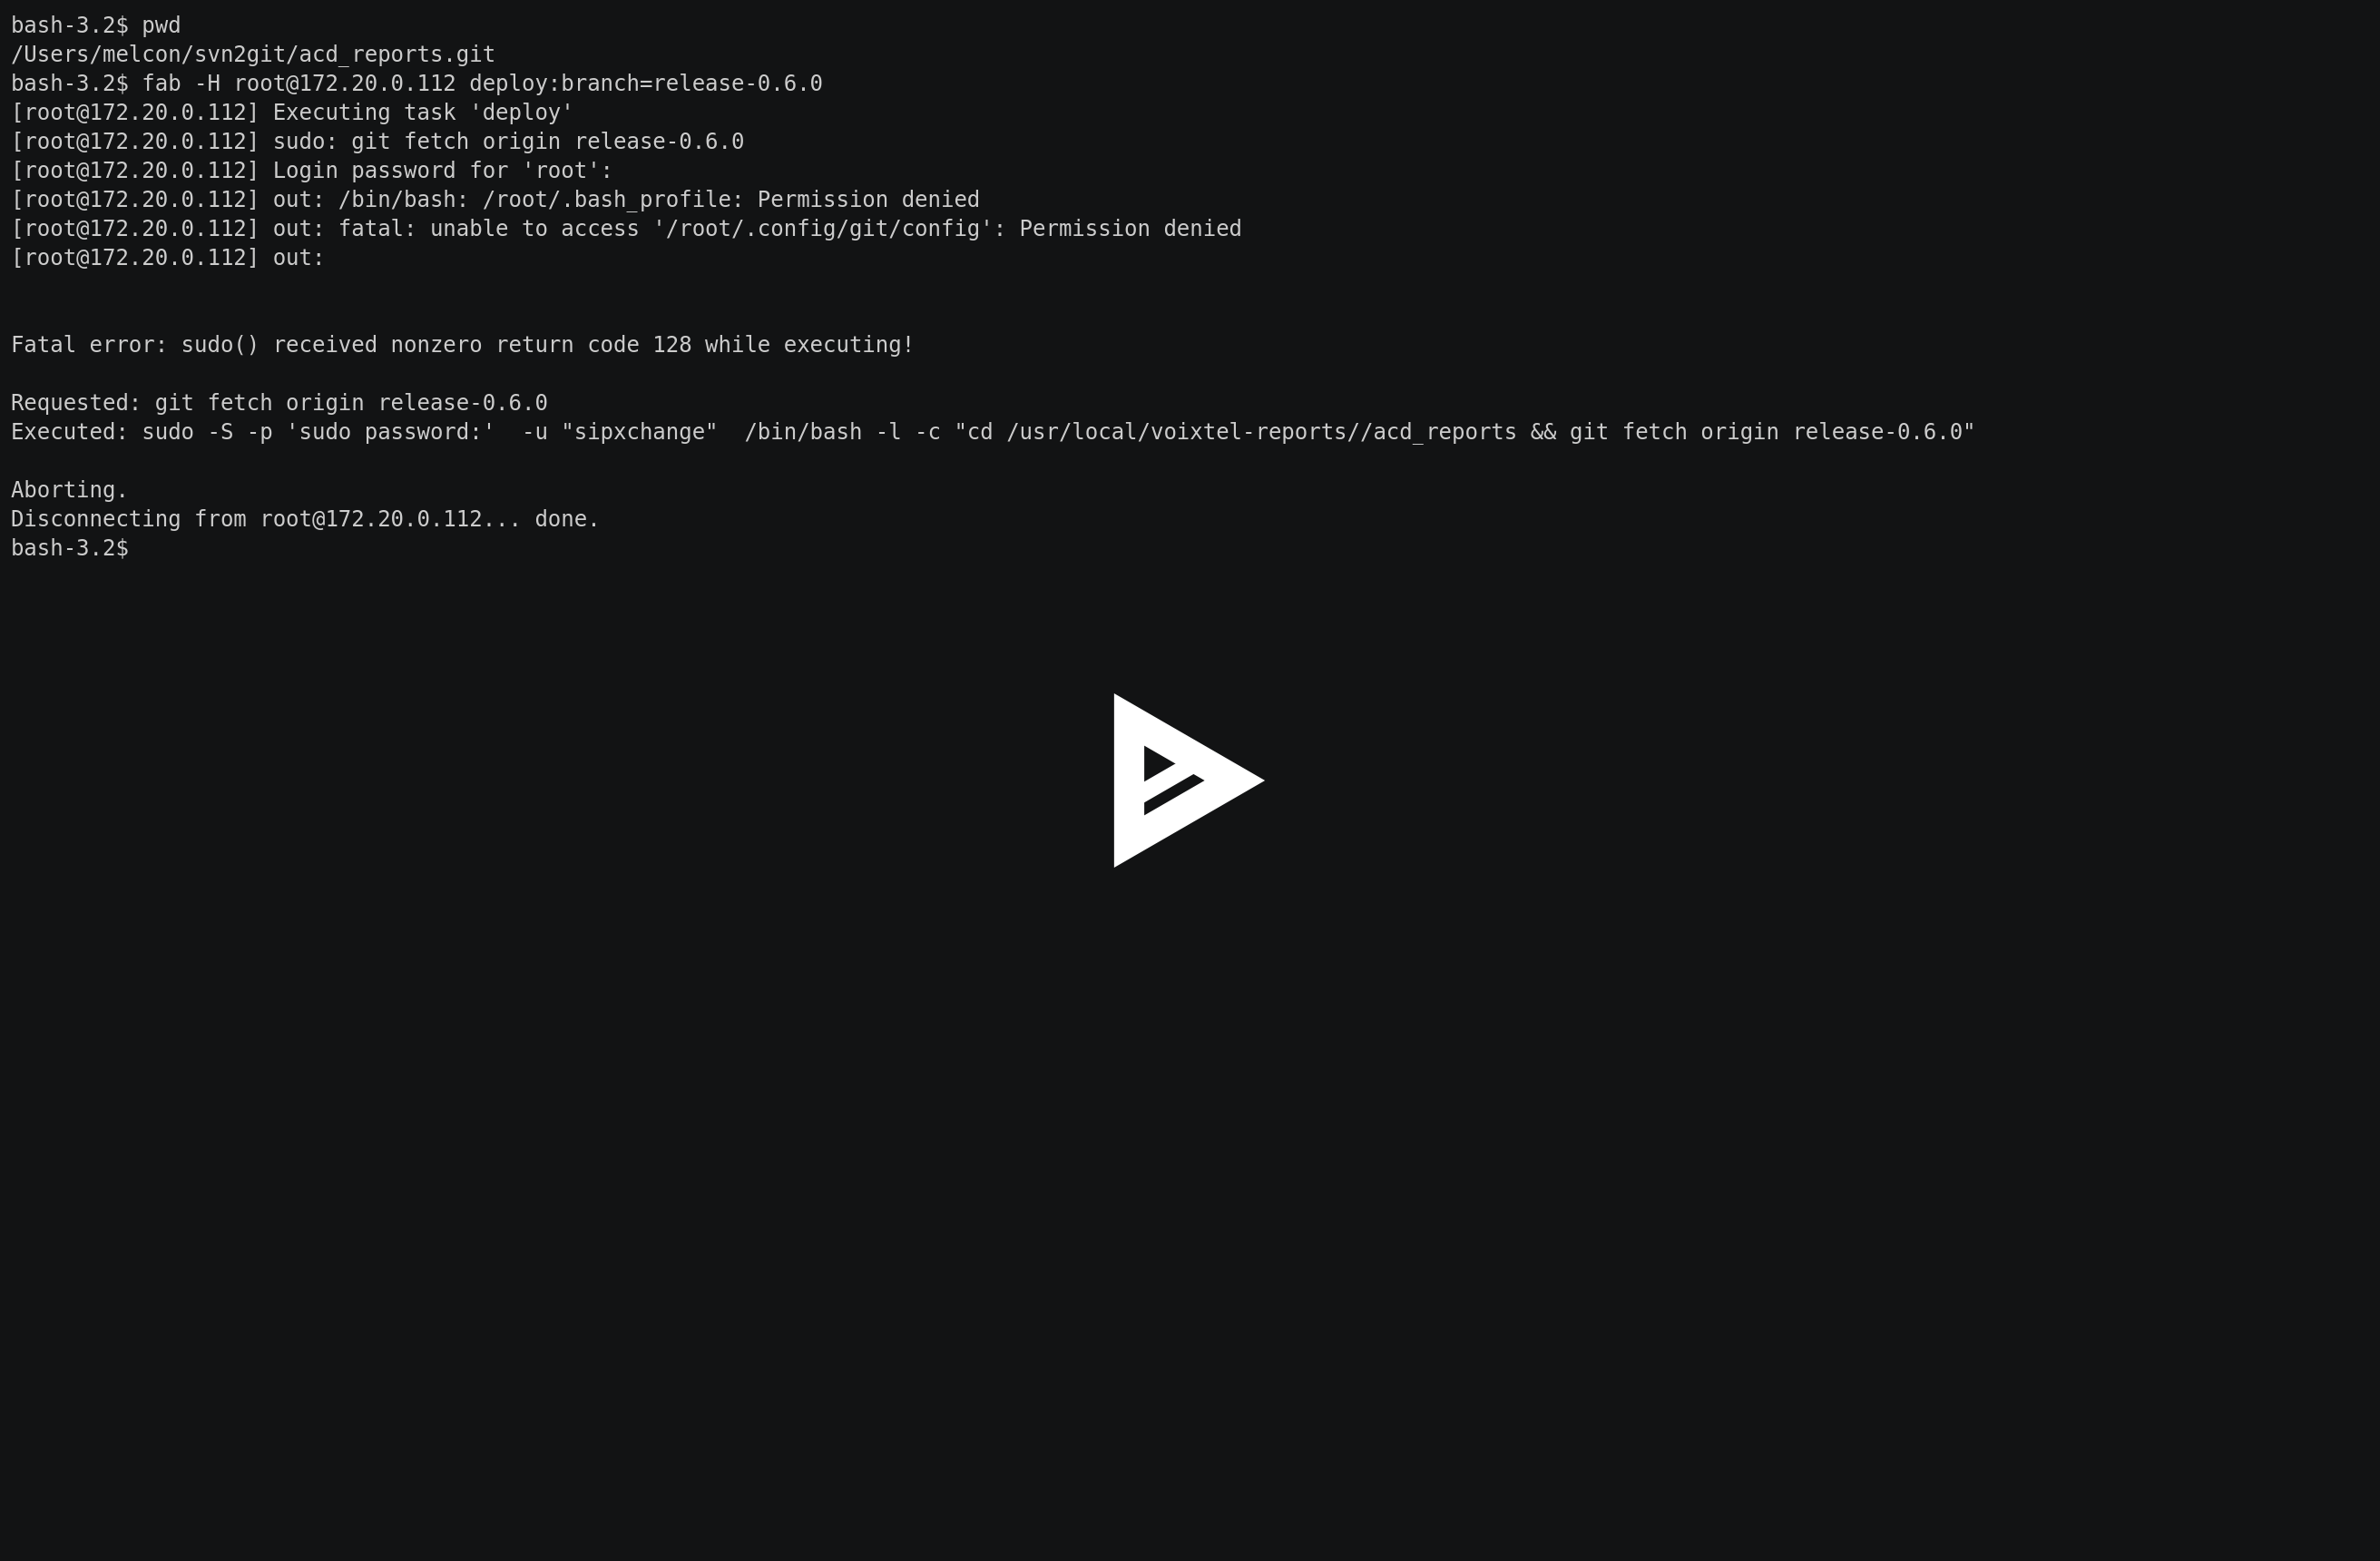 bash-3.2$ pwd
/Users/melcon/svn2git/acd_reports.git
bash-3.2$ fab -H root@172.20.0.112 deploy:branch=release-0.6.0
[root@172.20.0.112] Executing task 'deploy'
[root@172.20.0.112] sudo: git fetch origin release-0.6.0
[root@172.20.0.112] Login password for 'root':
[root@172.20.0.112] out: /bin/bash: /root/.bash_profile: Permission denied
[root@172.20.0.112] out: fatal: unable to access '/root/.config/git/config': Permission denied
[root@172.20.0.112] out:
Fatal error: sudo() received nonzero return code 128 while executing!
Requested: git fetch origin release-0.6.0
Executed: sudo -S -p 'sudo password:'  -u "sipxchange"  /bin/bash -l -c "cd /usr/local/voixtel-reports//acd_reports && git fetch origin release-0.6.0"
Aborting.
Disconnecting from root@172.20.0.112... done.
bash-3.2$